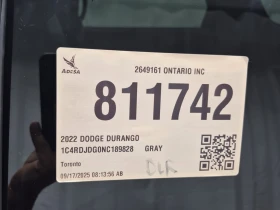 ADESA
2649161 ONTARIO INC
811742
2022 DODGE DURANGO
1C4RDJDG0NC189828 GRAY
Toronto
09/17/2025 08:13:56 AB